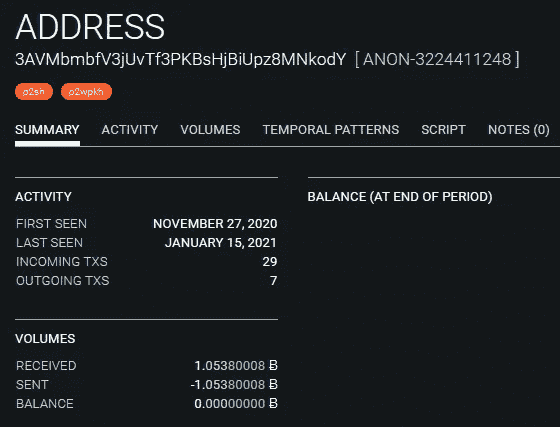 ADDRESS
3AVMbmbfV3jUvTf3PKBsHjBiUpz8MNkodY [ ANON-3224411248 ]
p2sh p2wpkh
SUMMARY ACTIVITY VOLUMES TEMPORAL PATTERNS SCRIPT NOTES (0)
ACTIVITY
FIRST SEEN NOVEMBER 27, 2020
LAST SEEN JANUARY 15, 2021
INCOMING TXS 29
OUTGOING TXS 7
VOLUMES
RECEIVED 1.05380008 Ƀ
SENT -1.05380008 Ƀ
BALANCE 0.00000000 Ƀ
BALANCE (AT END OF PERIOD)